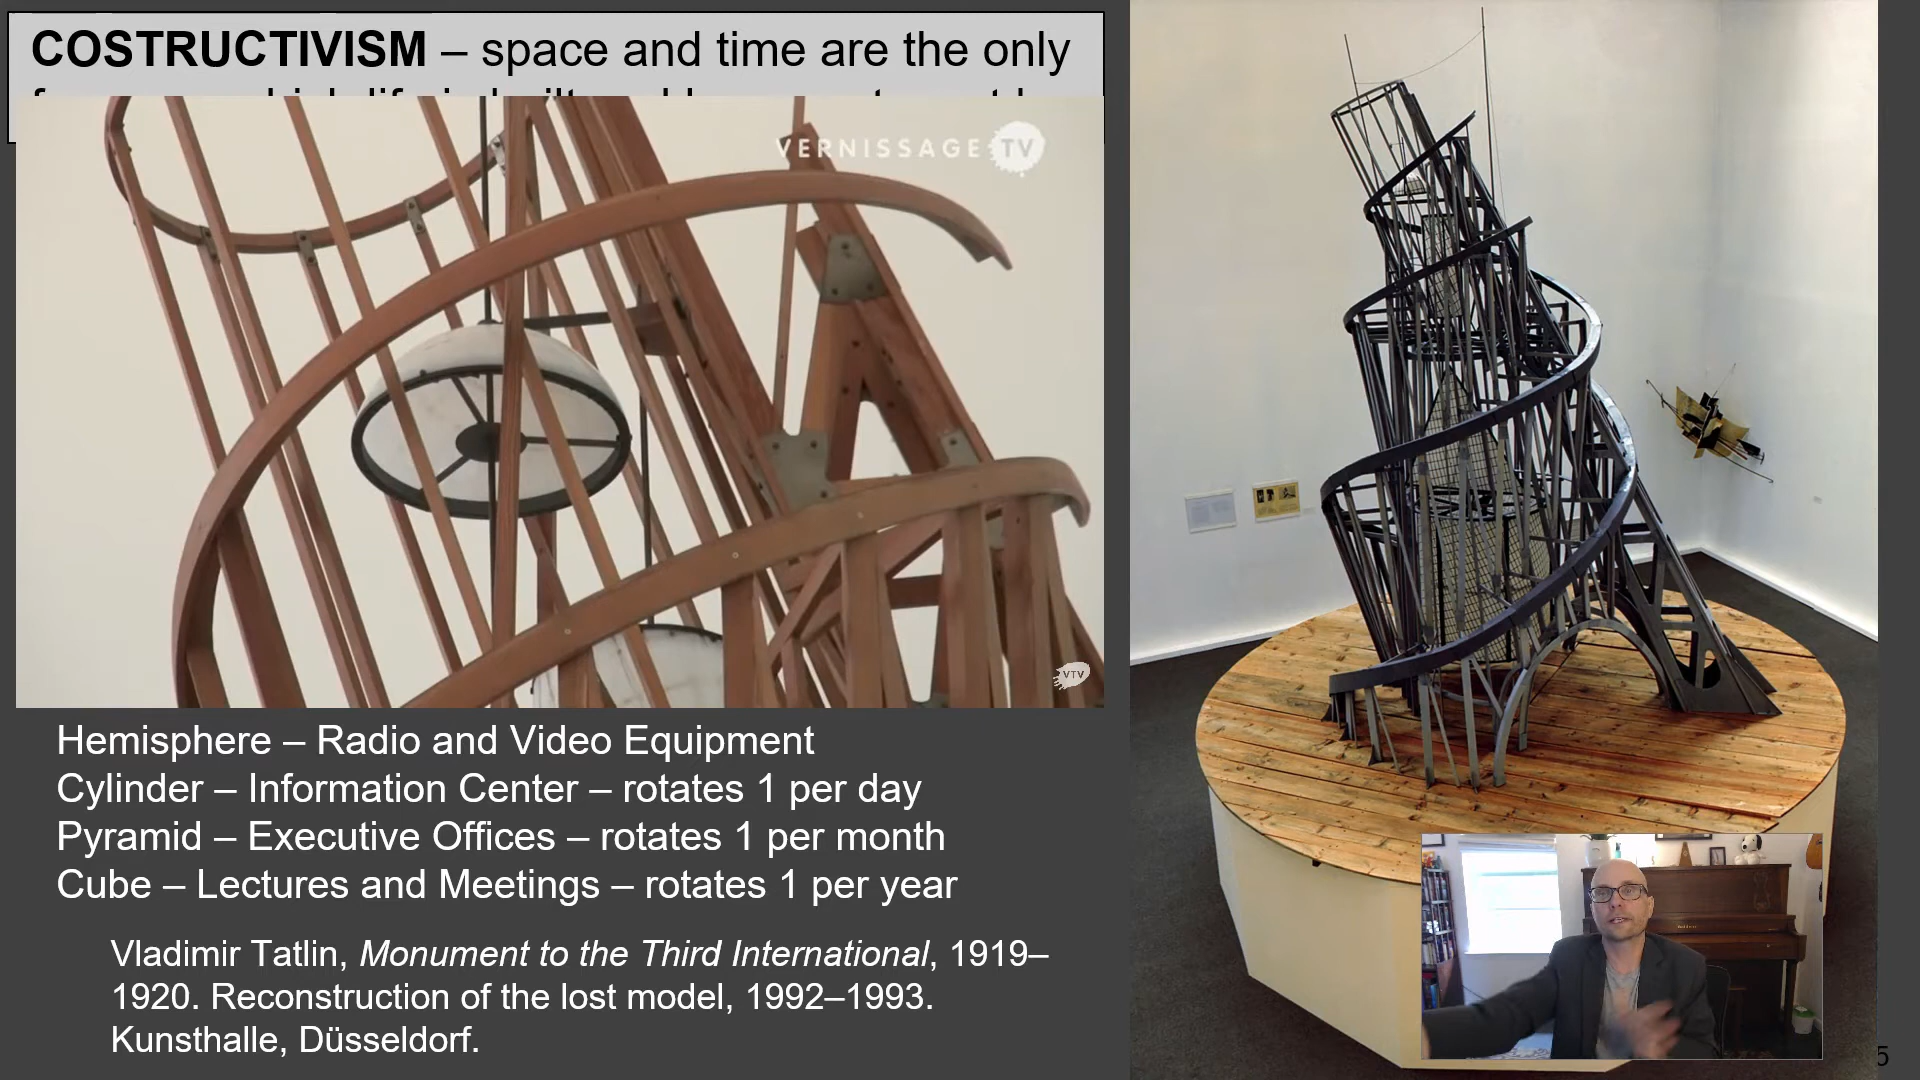 COSTRUCTIVISM – space and time are the only
VERNISSAGE TV
VTV
Hemisphere – Radio and Video Equipment
Cylinder – Information Center – rotates 1 per day
Pyramid – Executive Offices – rotates 1 per month
Cube – Lectures and Meetings – rotates 1 per year
Vladimir Tatlin, Monument to the Third International, 1919–
1920. Reconstruction of the lost model, 1992–1993.
Kunsthalle, Düsseldorf.
5